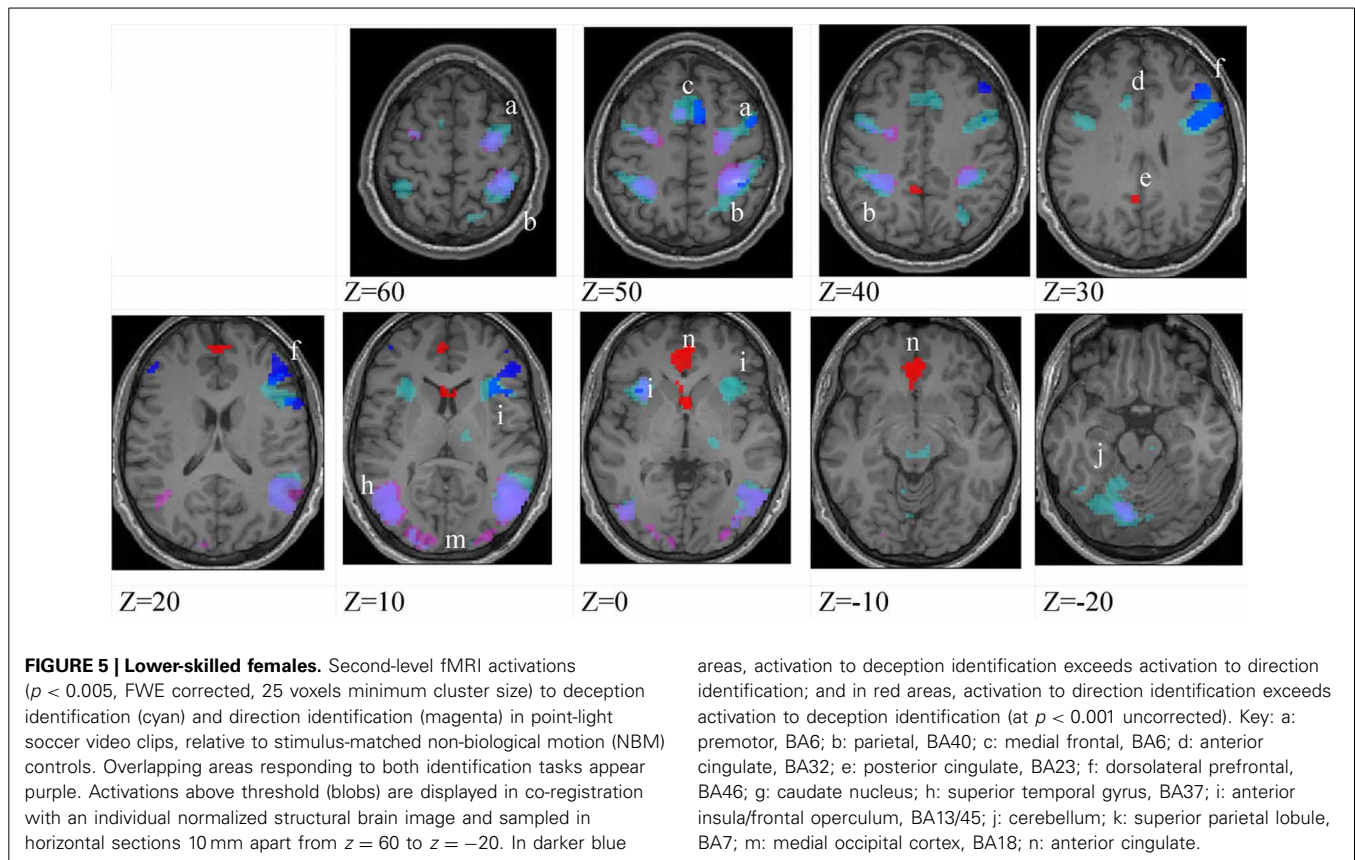 a
b
Z=60
c
a
b
Z=50
b
Z=40
d
f
e
Z=30
f
Z=20
i
h
m
Z=10
n
i
i
Z=0
n
Z=-10
j
Z=-20
FIGURE 5 | Lower-skilled females. Second-level fMRI activations
(p < 0.005, FWE corrected, 25 voxels minimum cluster size) to deception
identification (cyan) and direction identification (magenta) in point-light
soccer video clips, relative to stimulus-matched non-biological motion (NBM)
controls. Overlapping areas responding to both identification tasks appear
purple. Activations above threshold (blobs) are displayed in co-registration
with an individual normalized structural brain image and sampled in
horizontal sections 10 mm apart from z = 60 to z = −20. In darker blue
areas, activation to deception identification exceeds activation to direction
identification; and in red areas, activation to direction identification exceeds
activation to deception identification (at p < 0.001 uncorrected). Key: a:
premotor, BA6; b: parietal, BA40; c: medial frontal, BA6; d: anterior
cingulate, BA32; e: posterior cingulate, BA23; f: dorsolateral prefrontal,
BA46; g: caudate nucleus; h: superior temporal gyrus, BA37; i: anterior
insula/frontal operculum, BA13/45; j: cerebellum; k: superior parietal lobule,
BA7; m: medial occipital cortex, BA18; n: anterior cingulate.